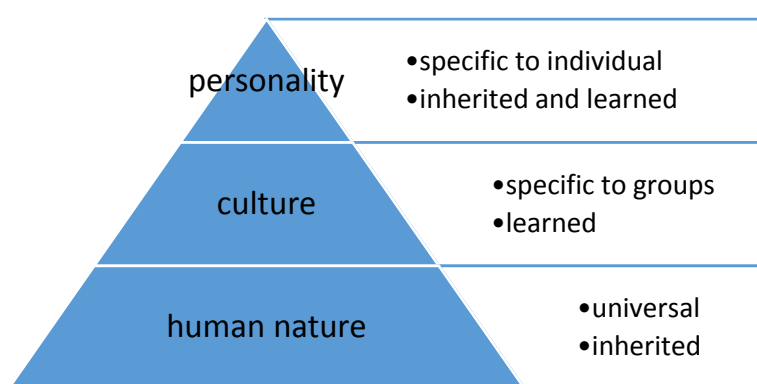 personality
•specific to individual
•inherited and learned
culture
•specific to groups
•learned
human nature
•universal
•inherited